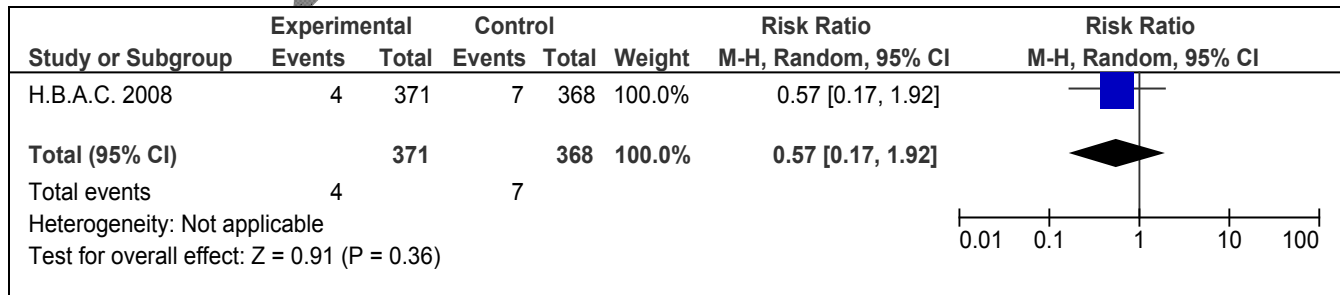 Experimental Control Risk Ratio Risk Ratio
Study or Subgroup Events Total Events Total Weight M-H, Random, 95% CI M-H, Random, 95% CI
H.B.A.C. 2008 4 371 7 368 100.0% 0.57 [0.17, 1.92]
Total (95% CI) 371 368 100.0% 0.57 [0.17, 1.92]
Total events 4 7
Heterogeneity: Not applicable
Test for overall effect: Z = 0.91 (P = 0.36)
0.01 0.1 1 10 100